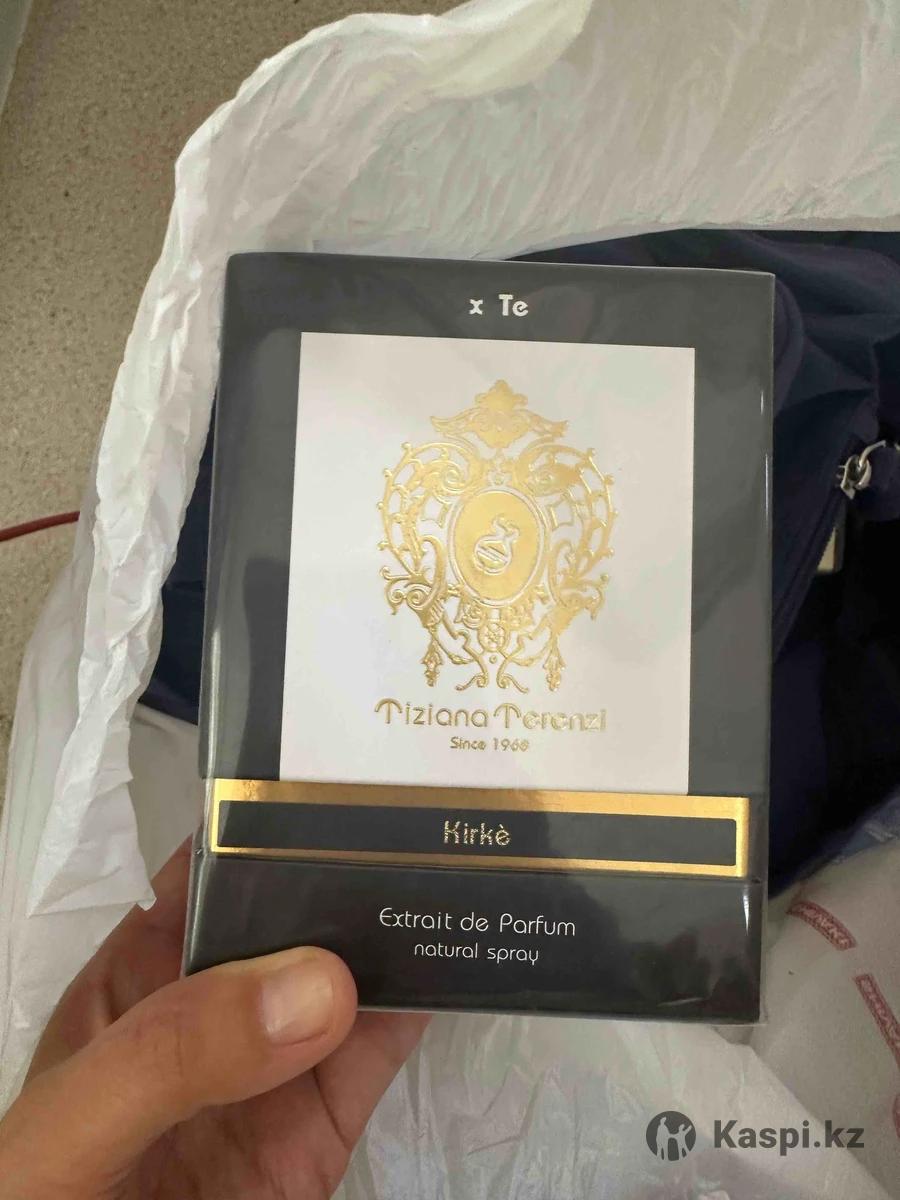 x Te
Tiziana Terenzi
Since 1968
Kirkè
Extrait de Parfum
natural spray
Kaspi.kz